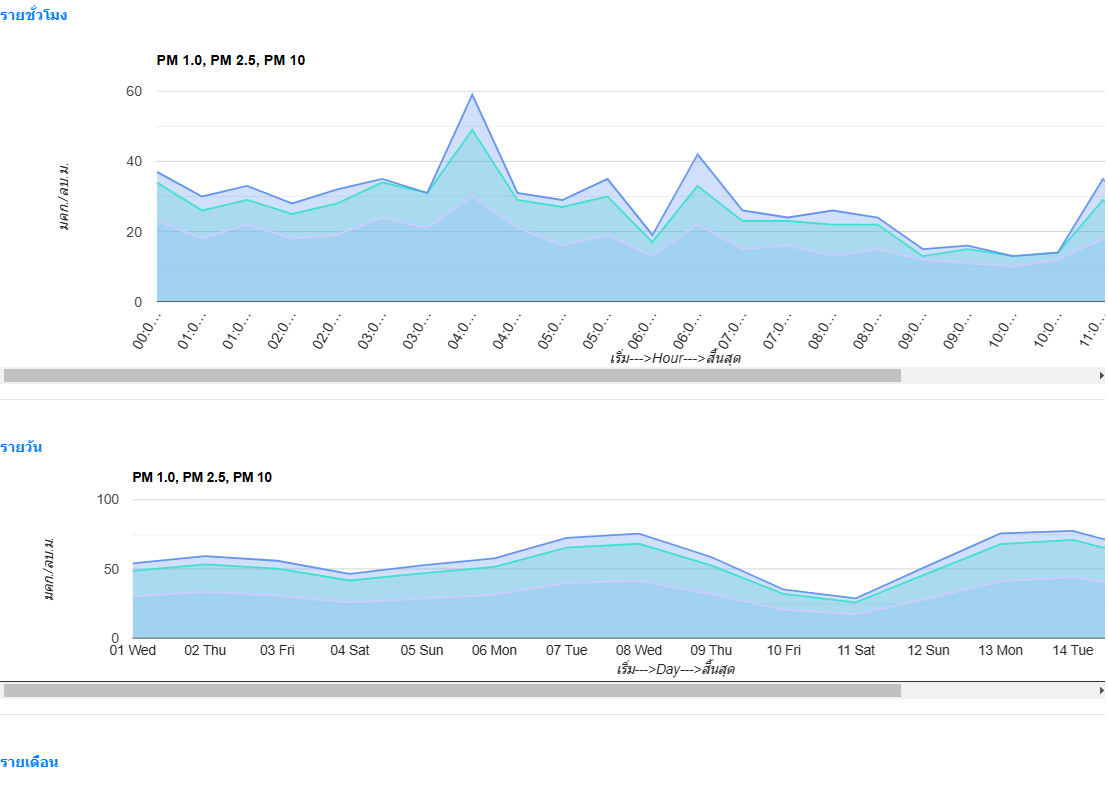 รายชั่วโมง
PM 1.0, PM 2.5, PM 10
มคก./ลบ.ม.
60
40
20
0
00:0… 01:0… 01:0… 02:0… 02:0… 03:0… 03:0… 04:0… 04:0… 05:0… 05:0… 06:0… 06:0… 07:0… 07:0… 08:0… 08:0… 09:0… 09:0… 10:0… 10:0… 11:0…
เริ่ม--->Hour--->สิ้นสุด
รายวัน
PM 1.0, PM 2.5, PM 10
มคก./ลบ.ม.
100
50
0
01 Wed 02 Thu 03 Fri 04 Sat 05 Sun 06 Mon 07 Tue 08 Wed 09 Thu 10 Fri 11 Sat 12 Sun 13 Mon 14 Tue
เริ่ม--->Day--->สิ้นสุด
รายเดือน